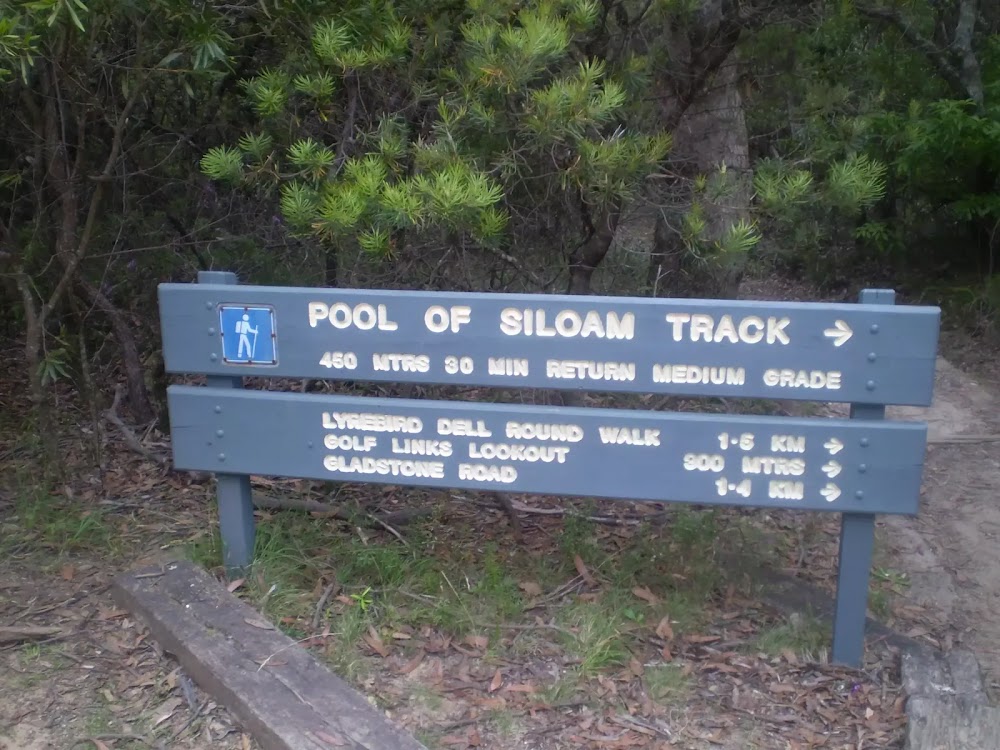 POOL OF SILOAM TRACK →
450 MTRS 30 MIN RETURN MEDIUM GRADE
LYREBIRD DELL ROUND WALK 1·5 KM →
GOLF LINKS LOOKOUT 900 MTRS →
GLADSTONE ROAD 1·4 KM →